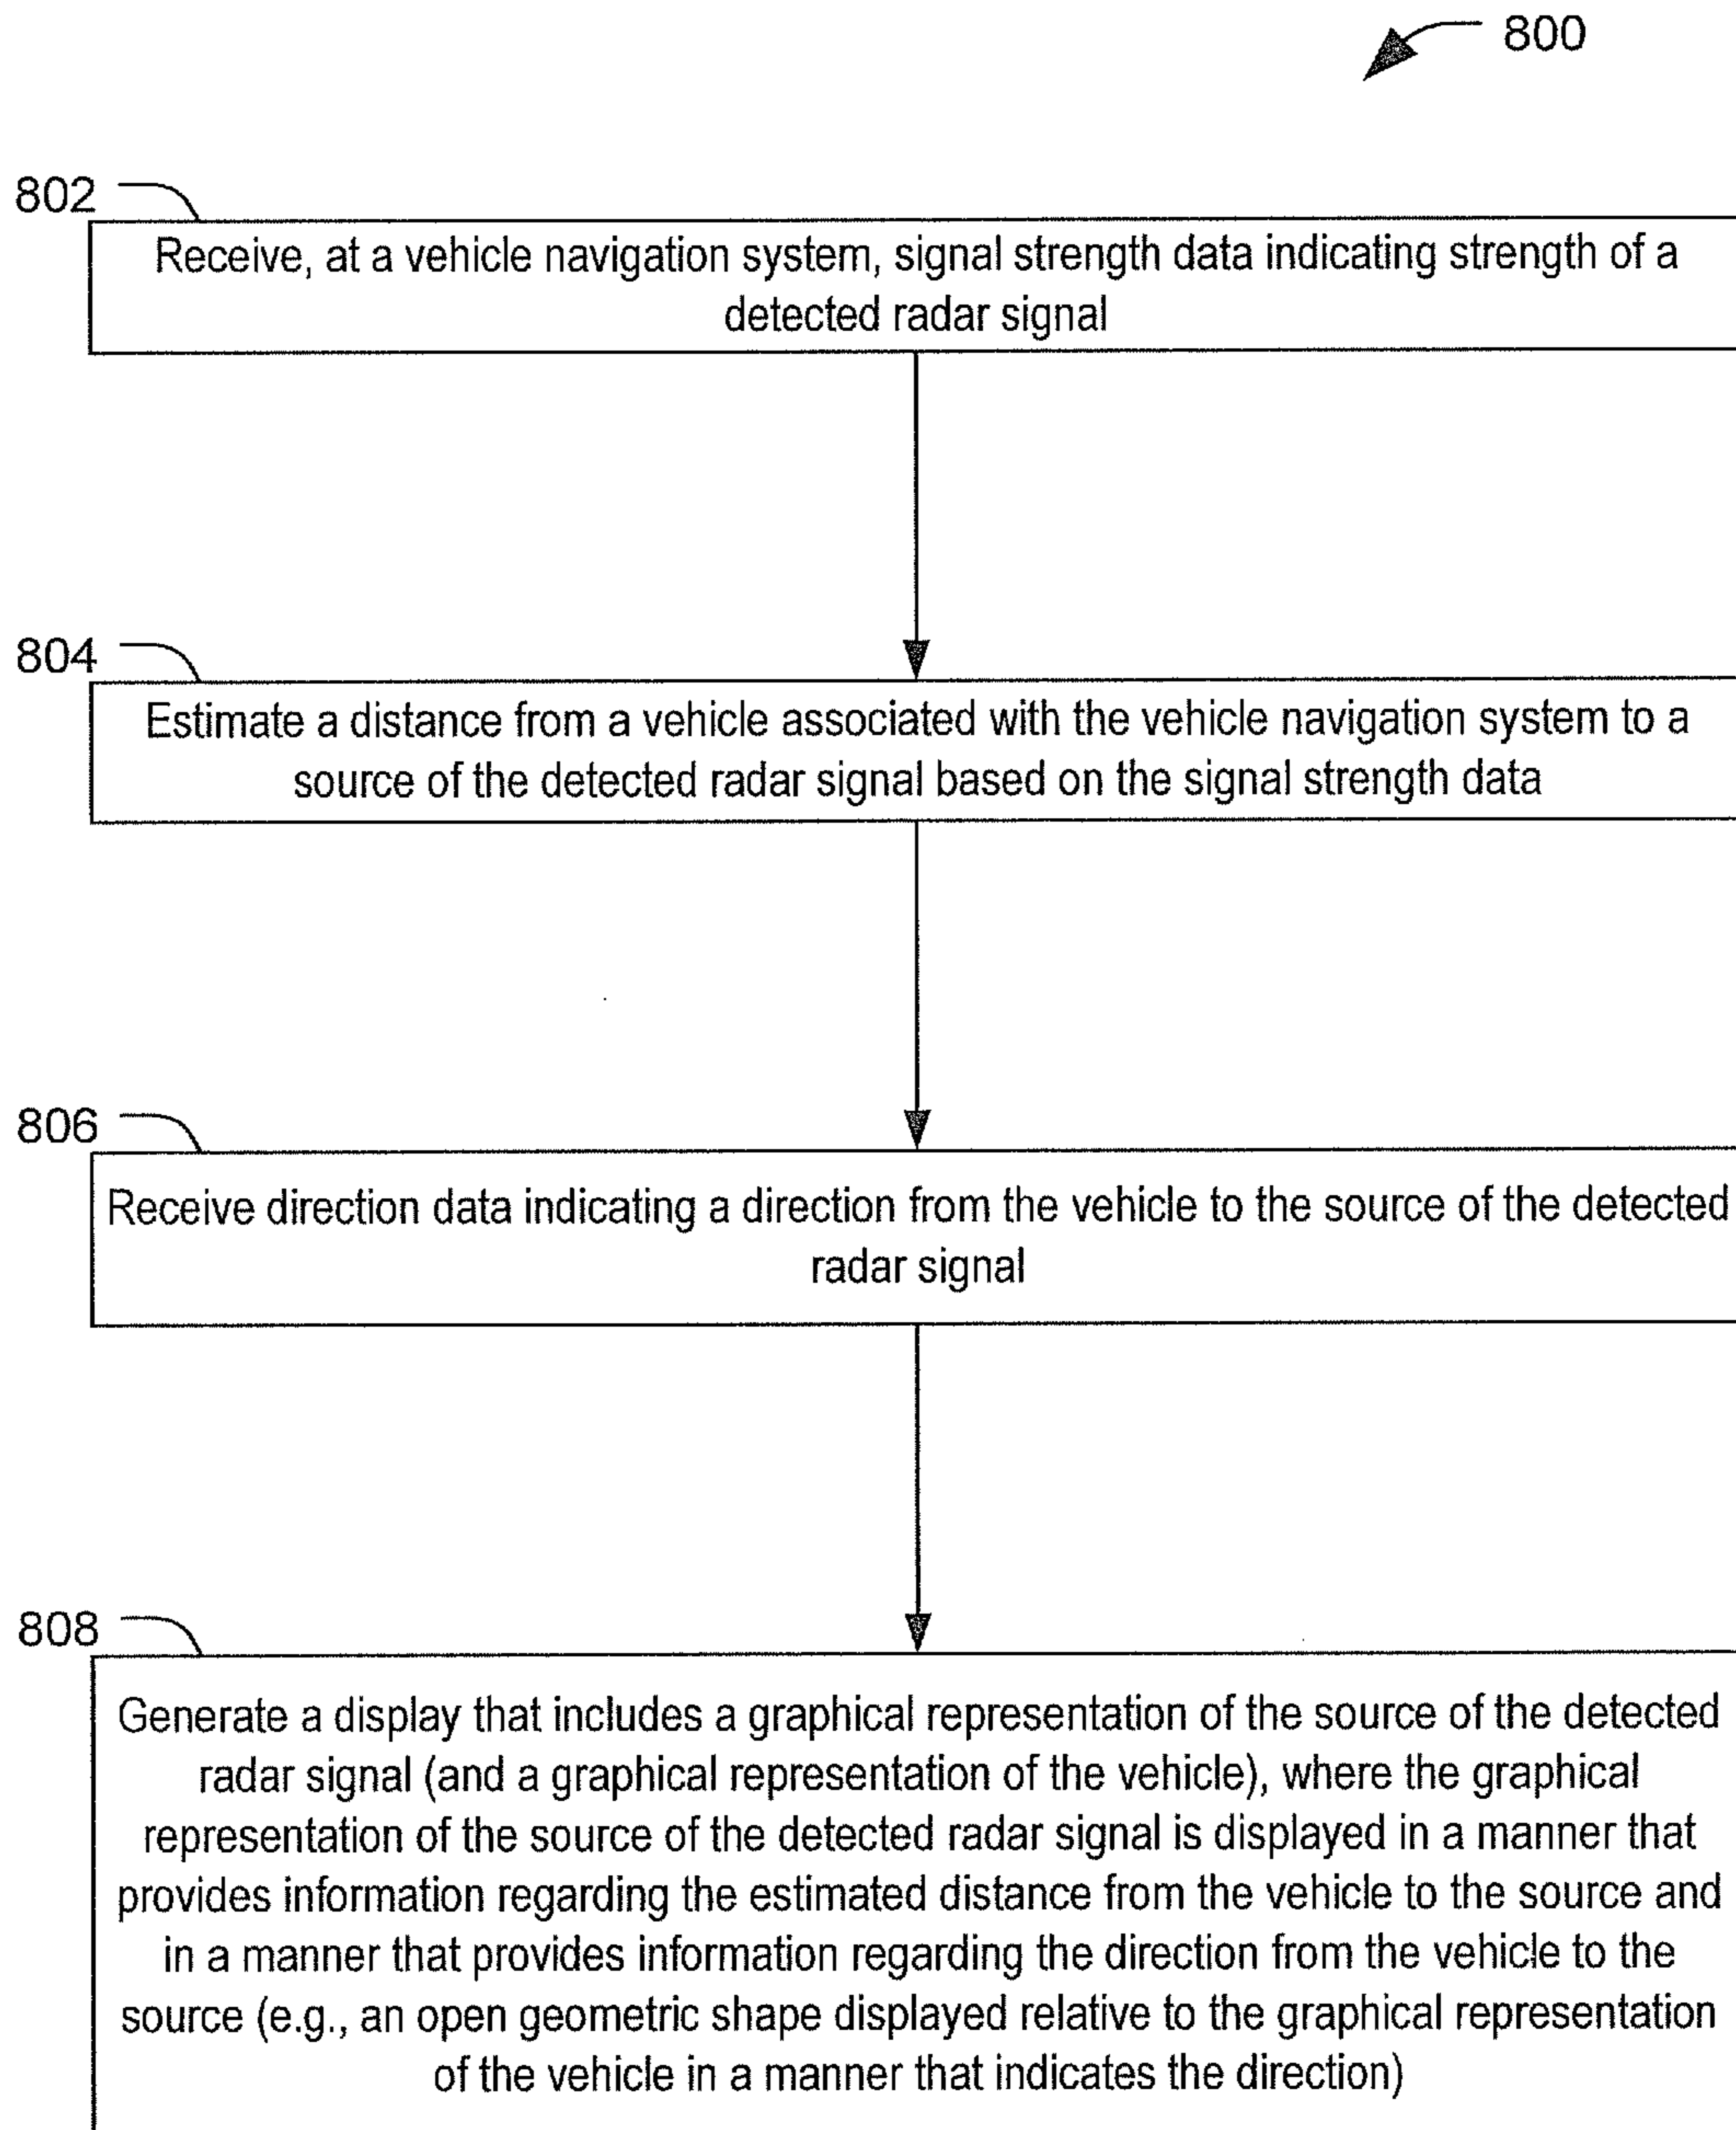 800
802
Receive, at a vehicle navigation system, signal strength data indicating strength of a
detected radar signal
804
Estimate a distance from a vehicle associated with the vehicle navigation system to a
source of the detected radar signal based on the signal strength data
806
Receive direction data indicating a direction from the vehicle to the source of the detected
radar signal
808
Generate a display that includes a graphical representation of the source of the detected
radar signal (and a graphical representation of the vehicle), where the graphical
representation of the source of the detected radar signal is displayed in a manner that
provides information regarding the estimated distance from the vehicle to the source and
in a manner that provides information regarding the direction from the vehicle to the
source (e.g., an open geometric shape displayed relative to the graphical representation
of the vehicle in a manner that indicates the direction)